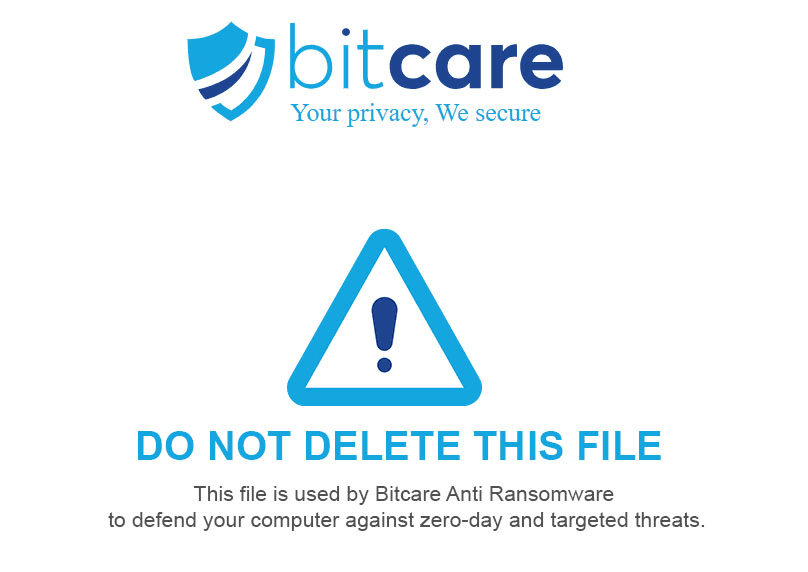 bitcare
Your privacy, We secure
DO NOT DELETE THIS FILE
This file is used by Bitcare Anti Ransomware
to defend your computer against zero-day and targeted threats.